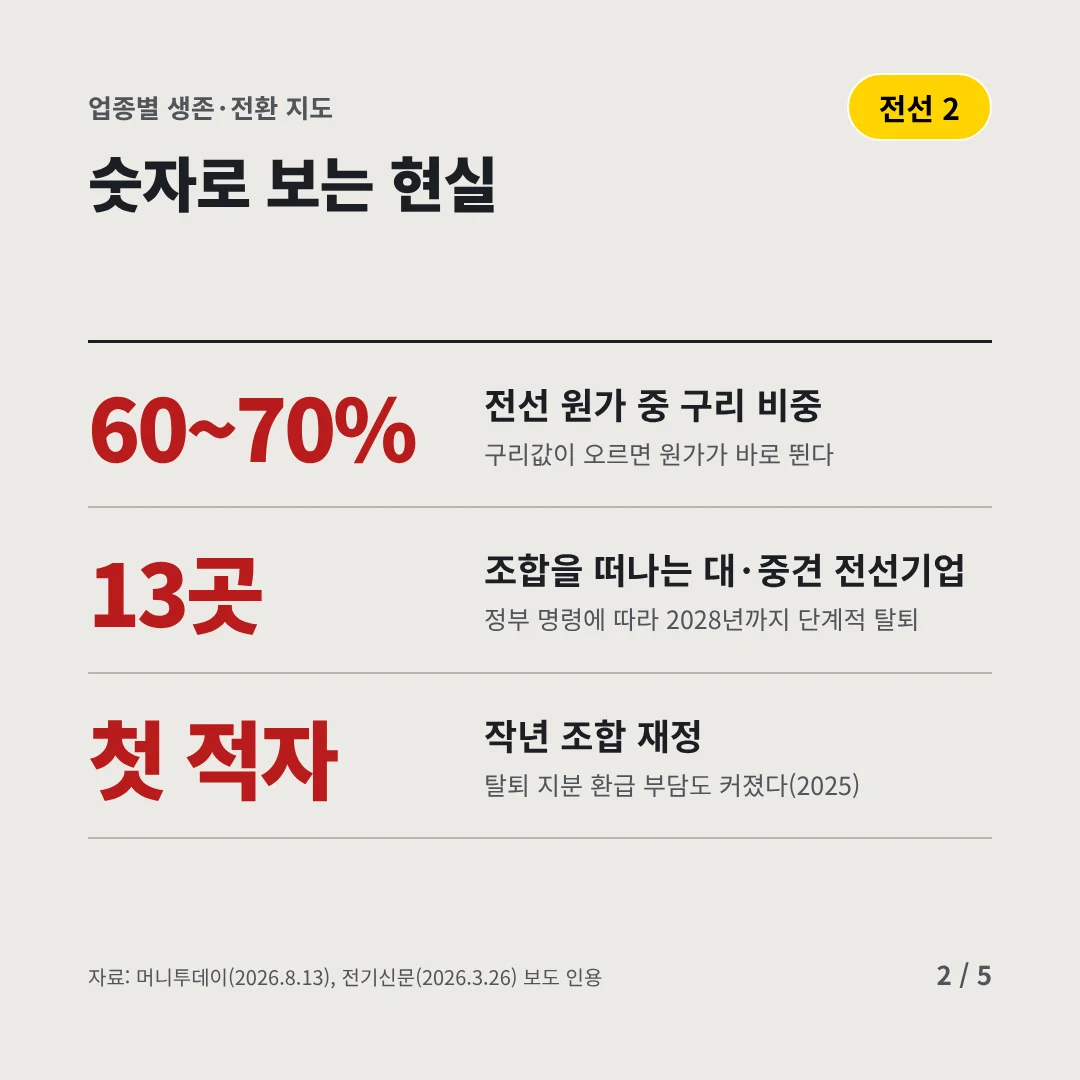 업종별 생존·전환 지도
전선 2
숫자로 보는 현실
60~70%
전선 원가 중 구리 비중
구리값이 오르면 원가가 바로 뛴다
13곳
조합을 떠나는 대·중견 전선기업
정부 명령에 따라 2028년까지 단계적 탈퇴
첫 적자
작년 조합 재정
탈퇴 지분 환급 부담도 커졌다(2025)
자료: 머니투데이(2026.8.13), 전기신문(2026.3.26) 보도 인용
2 / 5